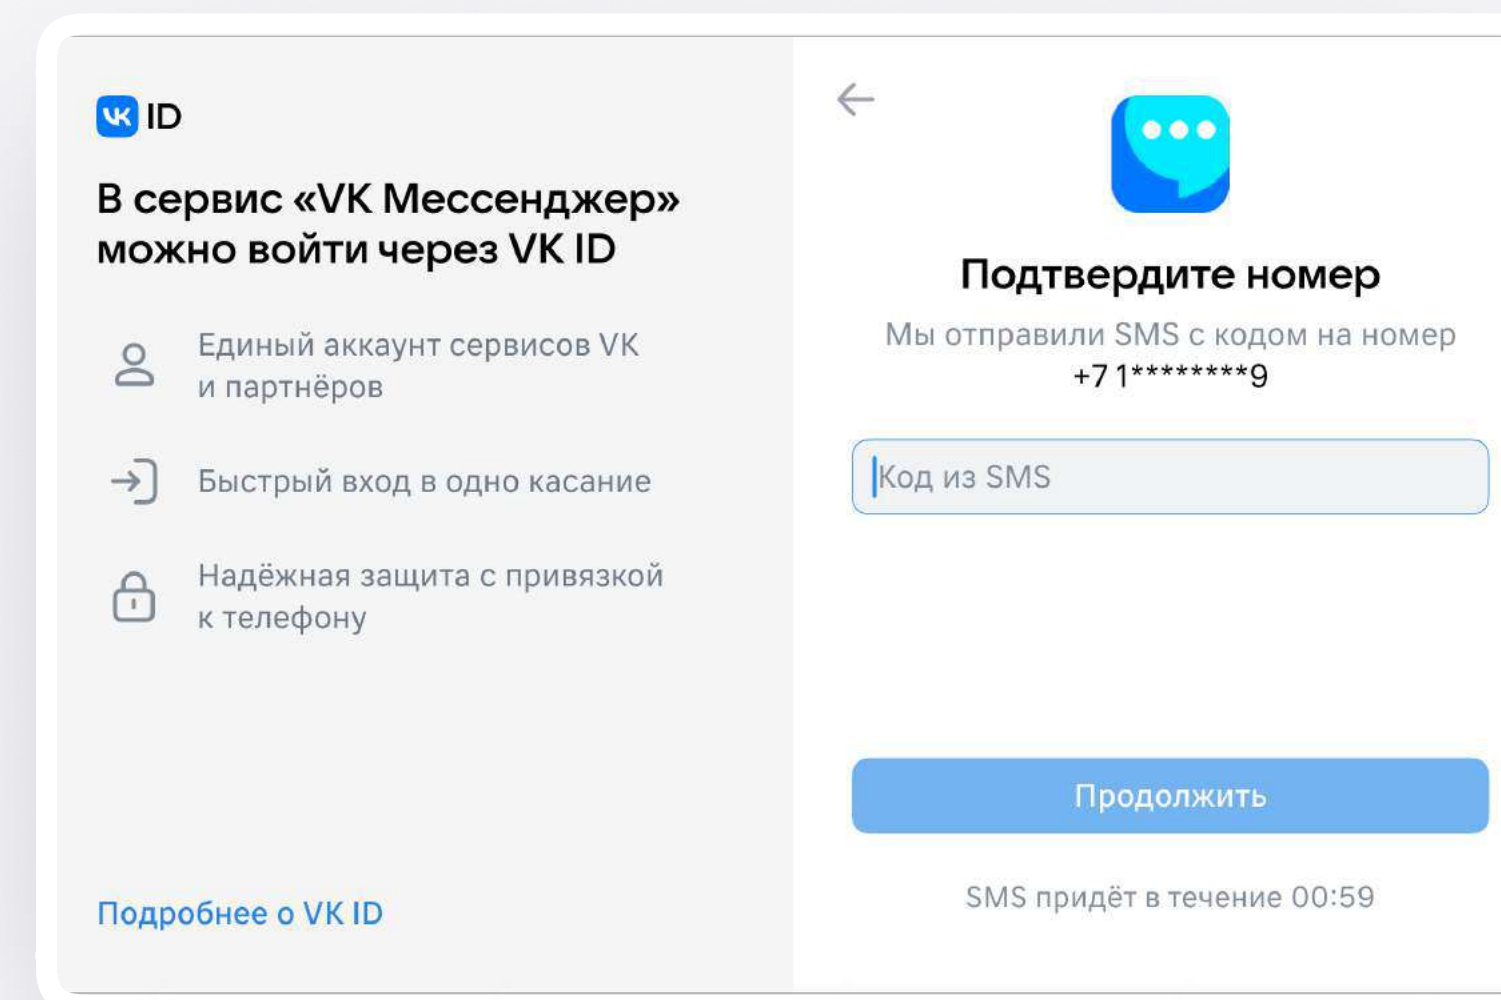 VK ID
В сервис «VK Мессенджер»
можно войти через VK ID
Единый аккаунт сервисов VK
и партнёров
Быстрый вход в одно касание
Надёжная защита с привязкой
к телефону
Подробнее о VK ID
Подтвердите номер
Мы отправили SMS с кодом на номер
+7 1********9
Код из SMS
Продолжить
SMS придёт в течение 00:59